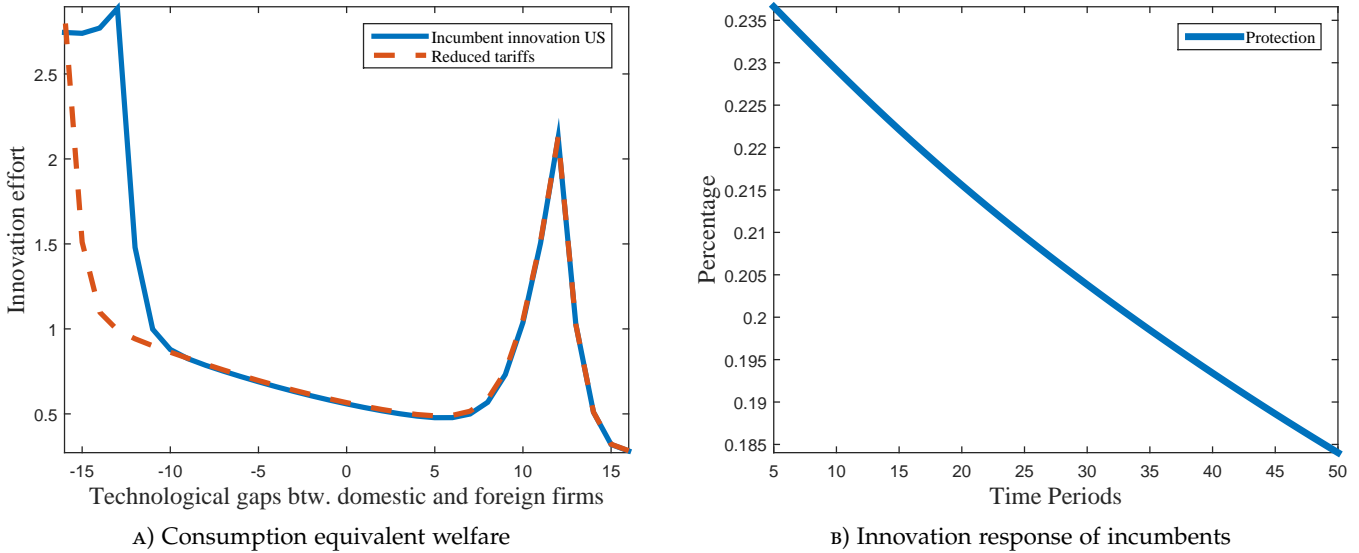 Incumbent innovation US
Reduced tariffs
Innovation effort
2.5
2
1.5
1
0.5
-15 -10 -5 0 5 10 15
Technological gaps btw. domestic and foreign firms
A) Consumption equivalent welfare
Protection
Percentage
0.235
0.23
0.225
0.22
0.215
0.21
0.205
0.2
0.195
0.19
0.185
5 10 15 20 25 30 35 40 45 50
Time Periods
B) Innovation response of incumbents